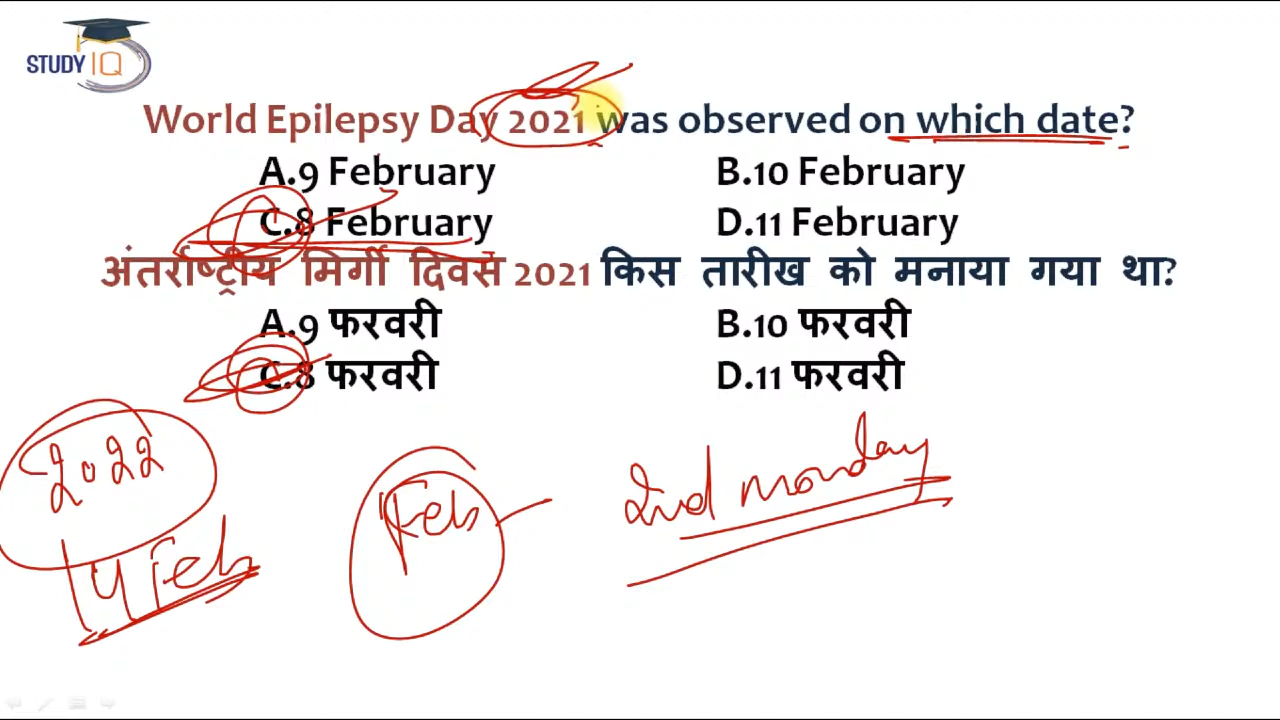 STUDY IQ
World Epilepsy Day 2021 was observed on which date?
A.9 February B.10 February
C.8 February D.11 February
अंतर्राष्ट्रीय मिर्गी दिवस 2021 किस तारीख को मनाया गया था?
A.9 फरवरी B.10 फरवरी
C.8 फरवरी D.11 फरवरी
2022 Feb 2nd monday
14 Feb